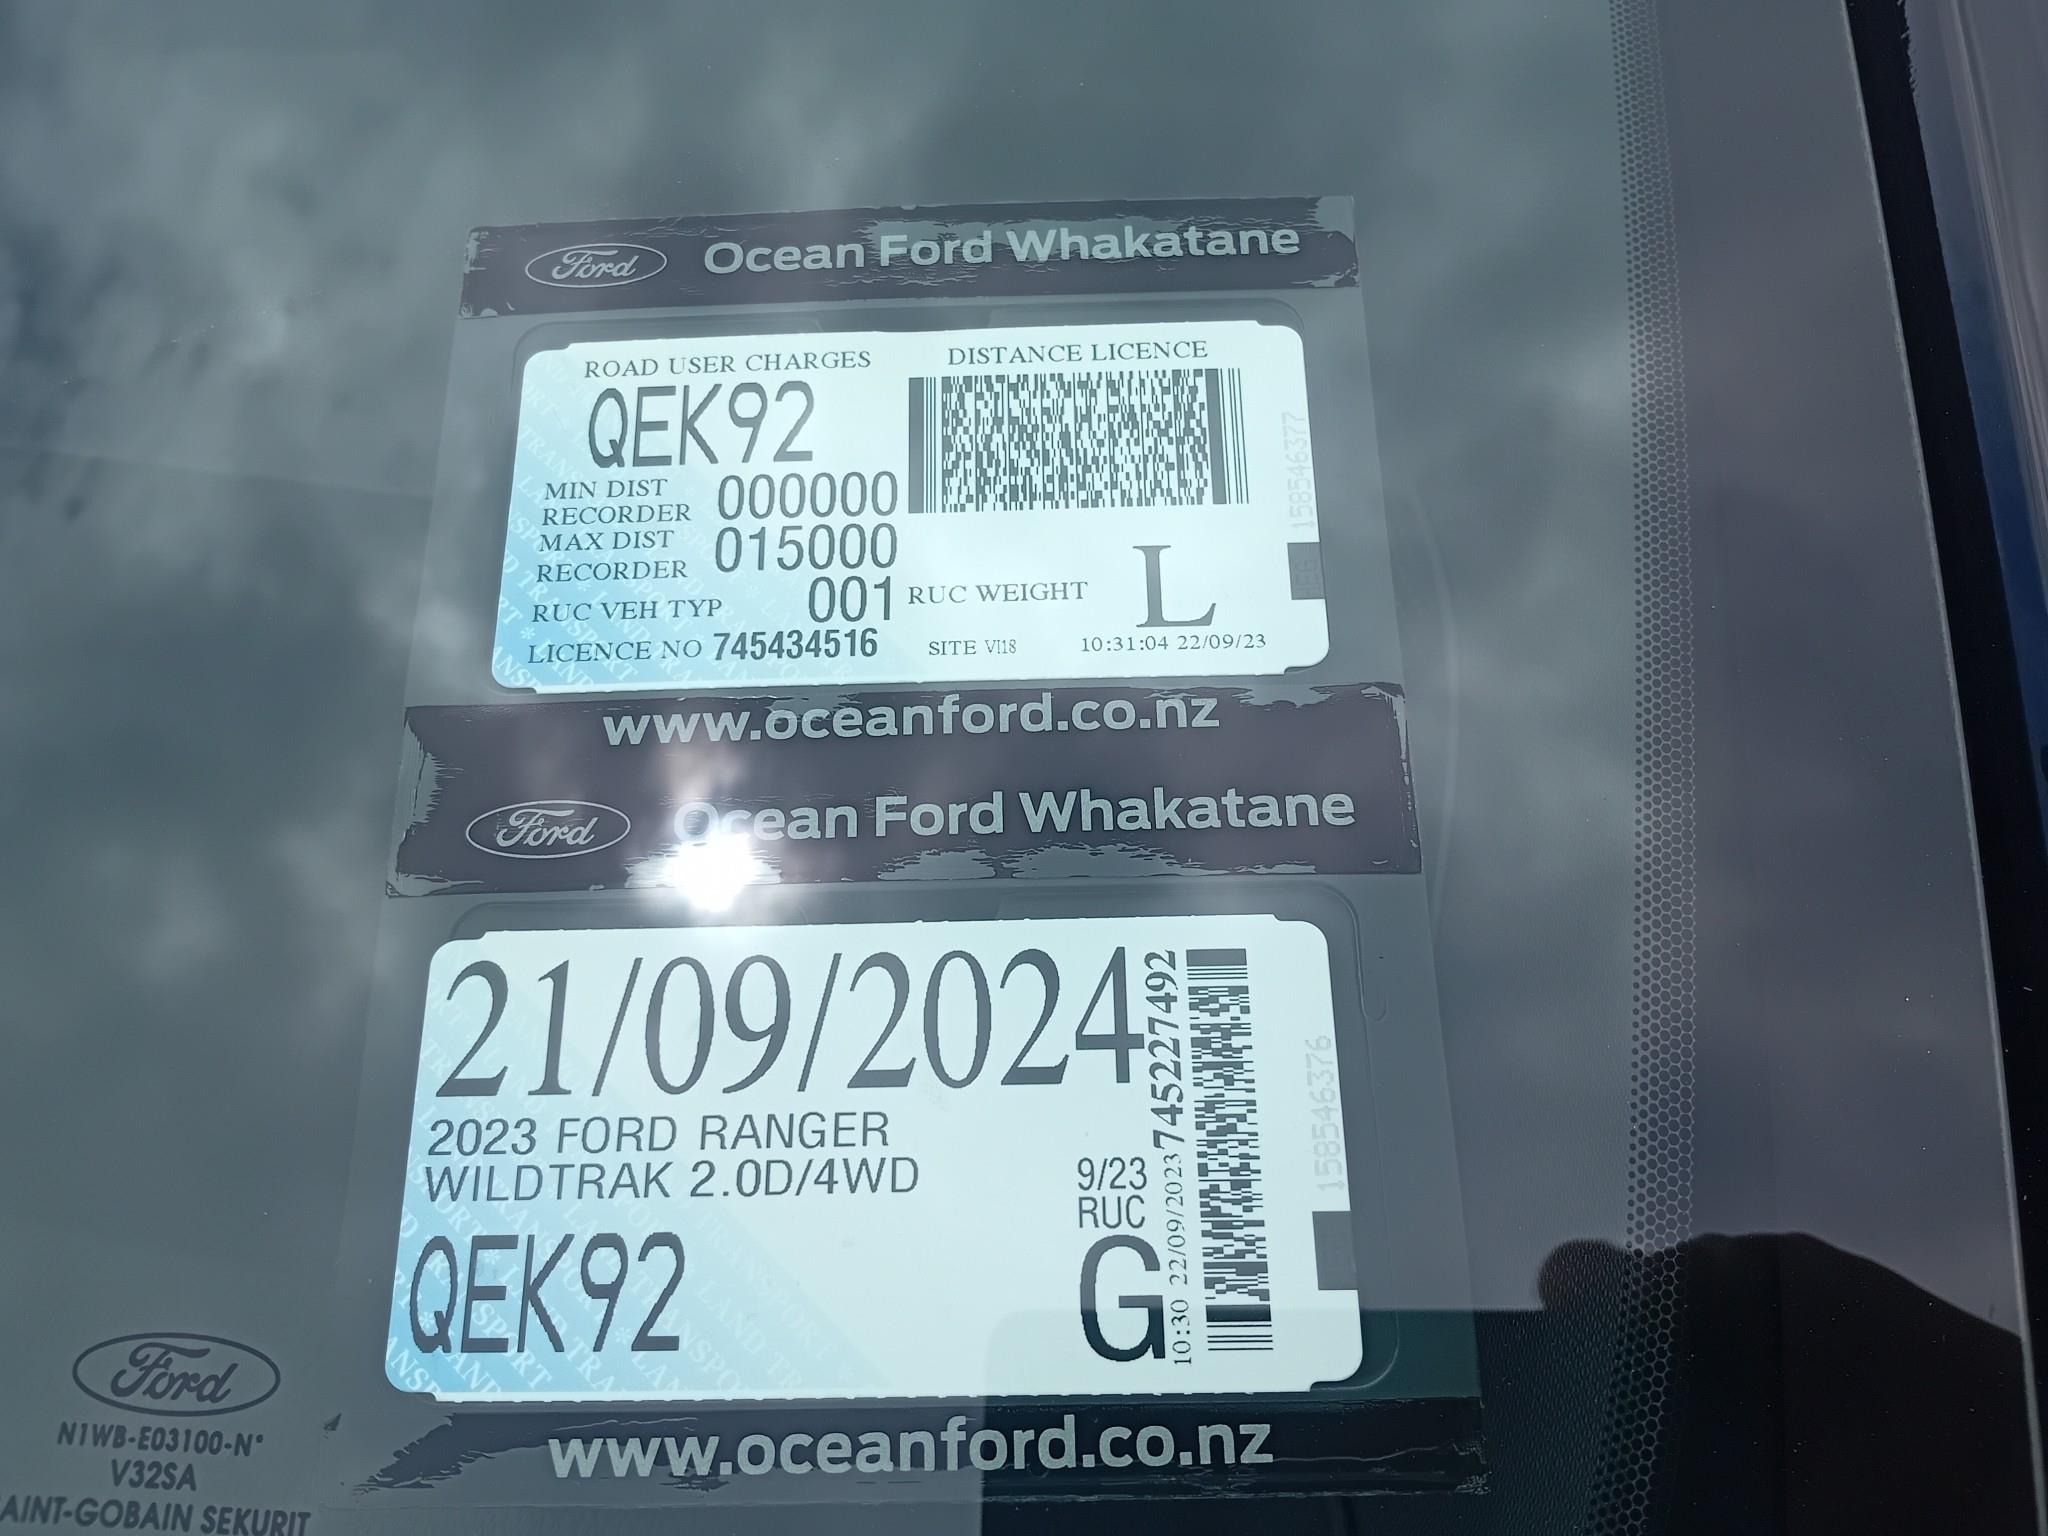 Ford Ocean Ford Whakatane
ROAD USER CHARGES DISTANCE LICENCE
QEK92
MIN DIST
RECORDER 000000
MAX DIST
RECORDER 015000
RUC VEH TYP 001 RUC WEIGHT L
LICENCE NO 745434516 SITE VI18 10:31:04 22/09/23
158546377
www.oceanford.co.nz
Ford Ocean Ford Whakatane
21/09/2024
2023 FORD RANGER
WILDTRAK 2.0D/4WD
9/23
RUC
QEK92 G
10:30 22/09/2023 745227492
158546376
www.oceanford.co.nz
Ford
N1WB-E03100-N*
V32SA
AINT-GOBAIN SEKURIT